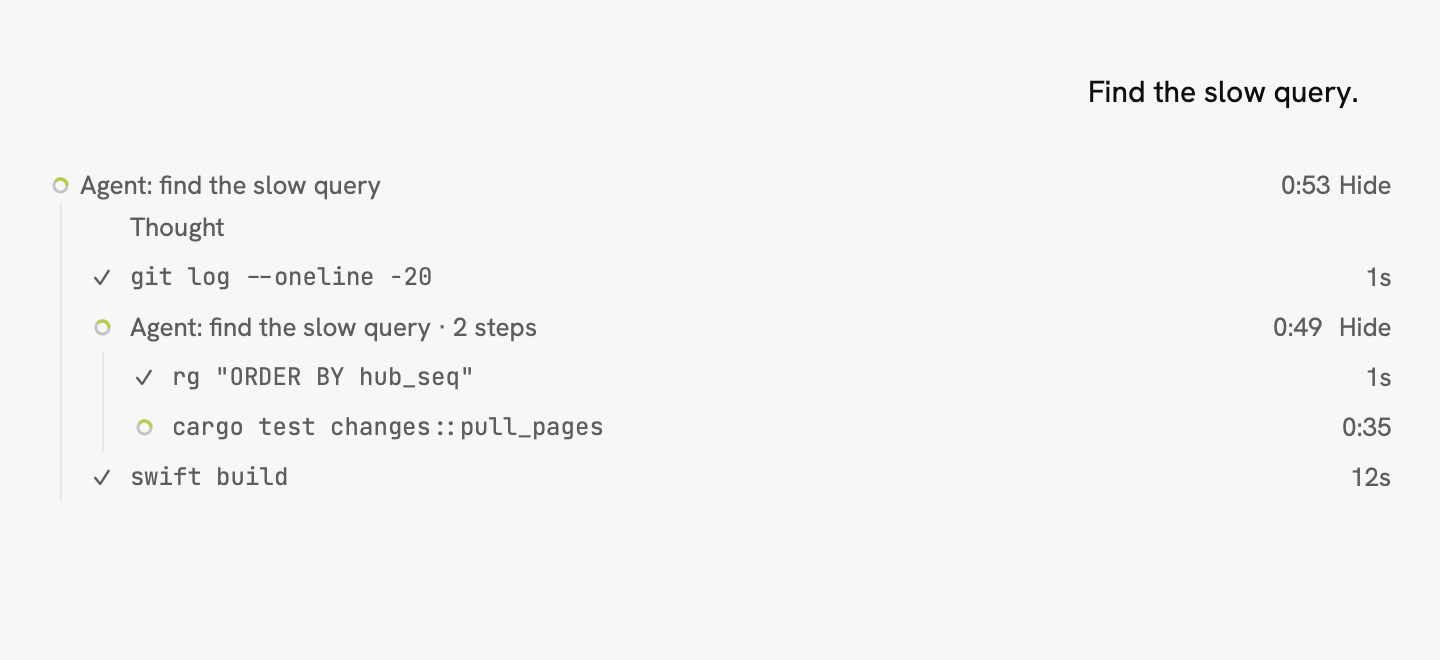 Find the slow query.
Agent: find the slow query 0:53 Hide
Thought
git log --oneline -20 1s
Agent: find the slow query · 2 steps 0:49 Hide
rg "ORDER BY hub_seq" 1s
cargo test changes::pull_pages 0:35
swift build 12s